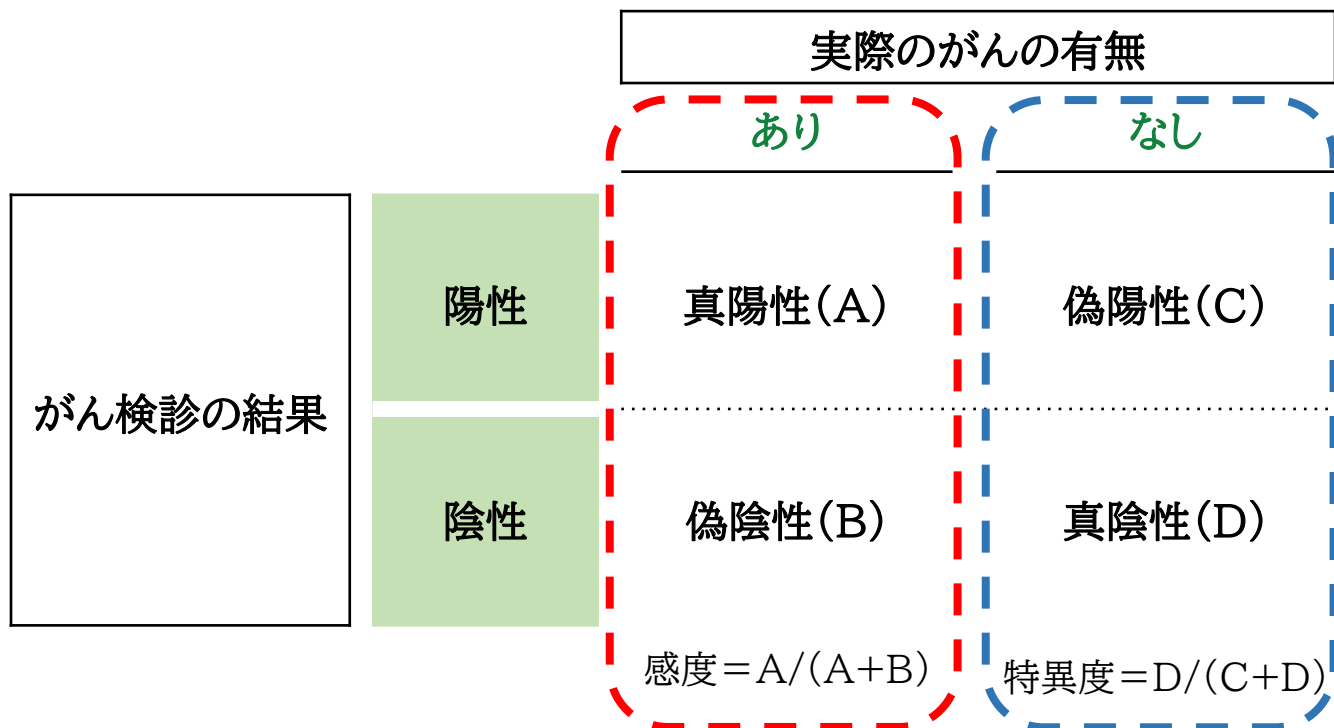 実際のがんの有無
あり
なし
陽性
真陽性(A)
偽陽性(C)
がん検診の結果
陰性
偽陰性(B)
真陰性(D)
感度＝A/(A+B)
特異度＝D/(C+D)